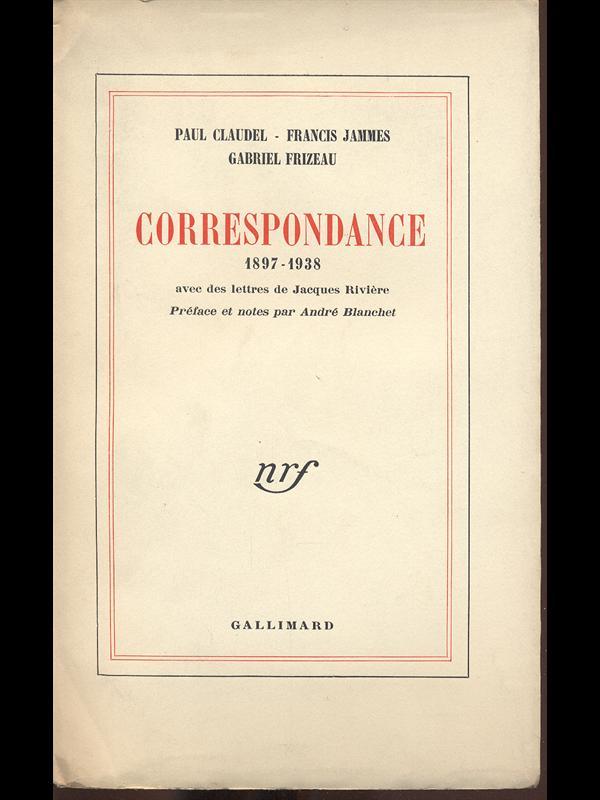 PAUL CLAUDEL - FRANCIS JAMMES
GABRIEL FRIZEAU
CORRESPONDANCE
1897-1938
avec des lettres de Jacques Rivière
Préface et notes par André Blanchet
nrf
GALLIMARD